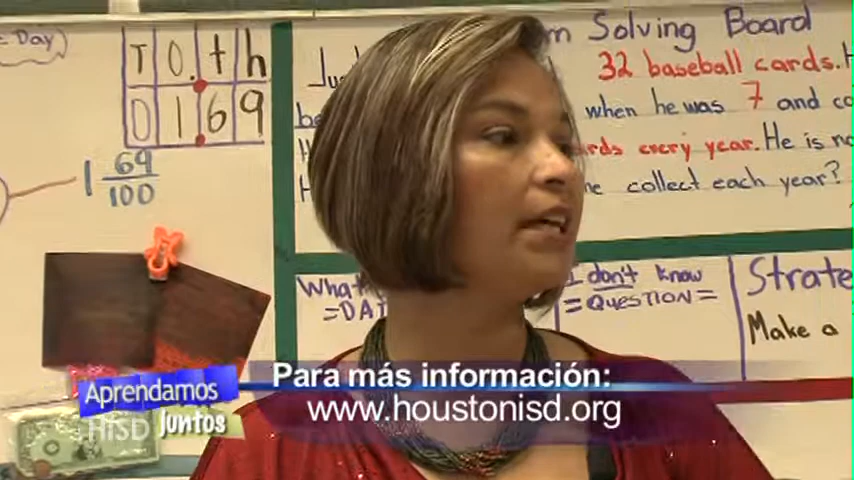 = Day
T O. t h
0 1. 6 9
1 69
100
m Solving Board
32 baseball cards.
when he was 7 and
rds every year. He is
collect each year?
I don't know
= QUESTION =
Strate
Make a
Para más información:
www.houstonisd.org
Aprendamos
Juntos
HISD